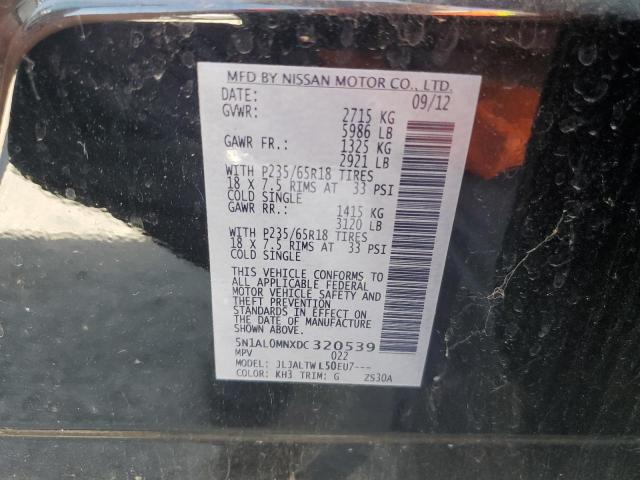 MFD BY NISSAN MOTOR CO., LTD.
DATE: 09/12
GVWR: 2715 KG
5986 LB
GAWR FR.: 1325 KG
2921 LB
WITH P235/65R18 TIRES
18 X 7.5 RIMS AT 33 PSI
COLD SINGLE
GAWR RR.: 1415 KG
3120 LB
WITH P235/65R18 TIRES
18 X 7.5 RIMS AT 33 PSI
COLD SINGLE
THIS VEHICLE CONFORMS TO
ALL APPLICABLE FEDERAL
MOTOR VEHICLE SAFETY AND
THEFT PREVENTION
STANDARDS IN EFFECT ON
THE DATE OF MANUFACTURE
SHOWN ABOVE.
5N1AL0MNXDC320539
MPV 022
MODEL: JLJALTWL50EU7---
COLOR: KH3 TRIM: G ZS30A